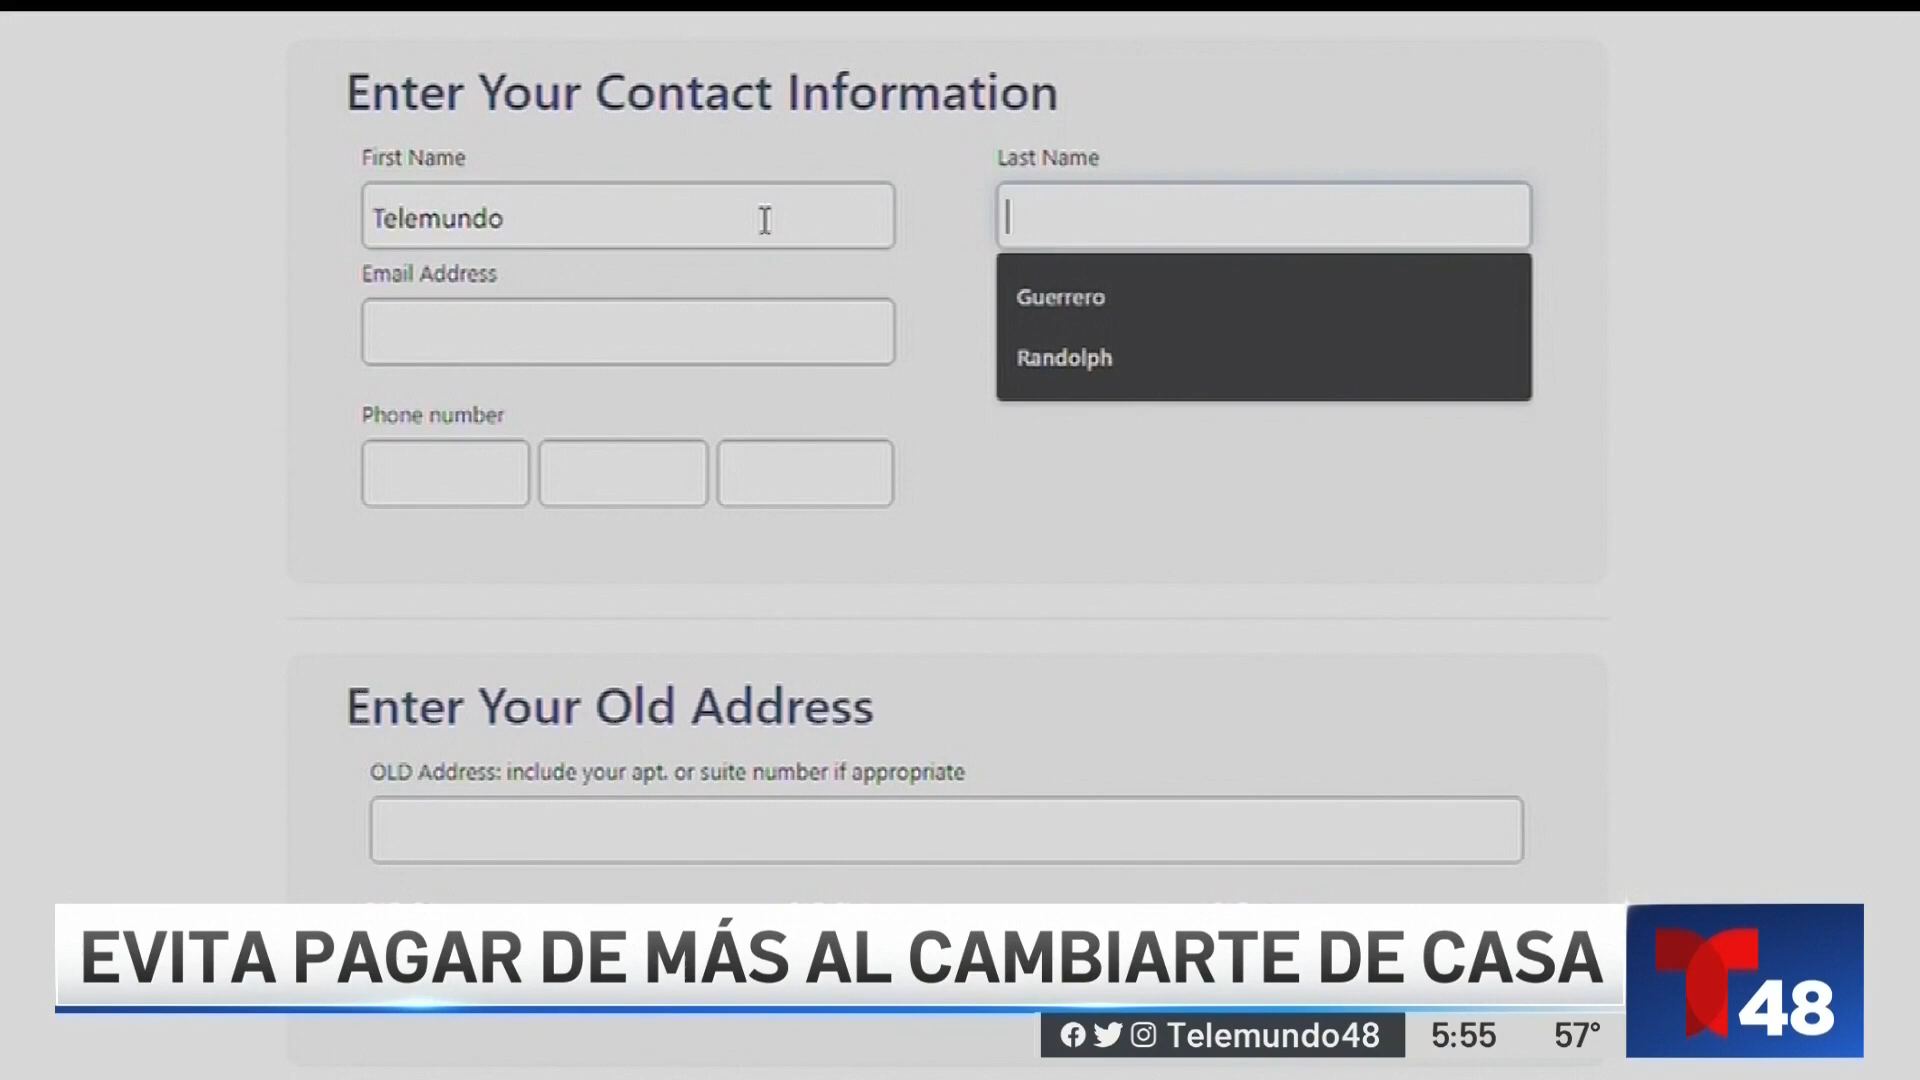 Enter Your Contact Information
First Name
Last Name
Telemundo
Email Address
Guerrero
Randolph
Phone number
Enter Your Old Address
OLD Address: include your apt. or suite number if appropriate
EVITA PAGAR DE MÁS AL CAMBIARTE DE CASA
48
Telemundo48 5:55 57°